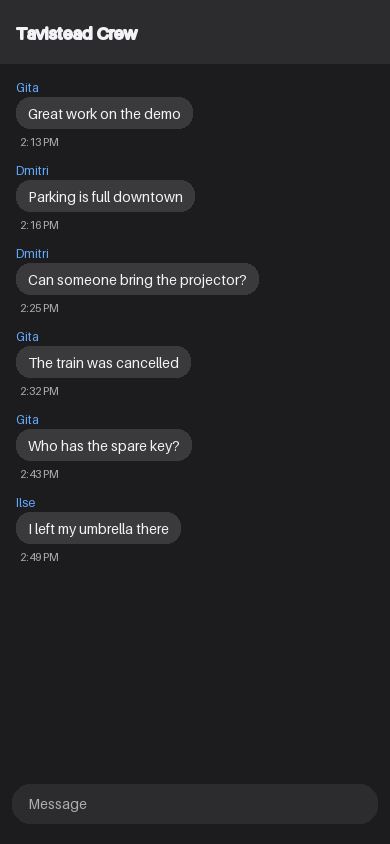 Tavistead Crew
Gita
Great work on the demo
2:13 PM
Dmitri
Parking is full downtown
2:16 PM
Dmitri
Can someone bring the projector?
2:25 PM
Gita
The train was cancelled
2:32 PM
Gita
Who has the spare key?
2:43 PM
Ilse
I left my umbrella there
2:49 PM
Message